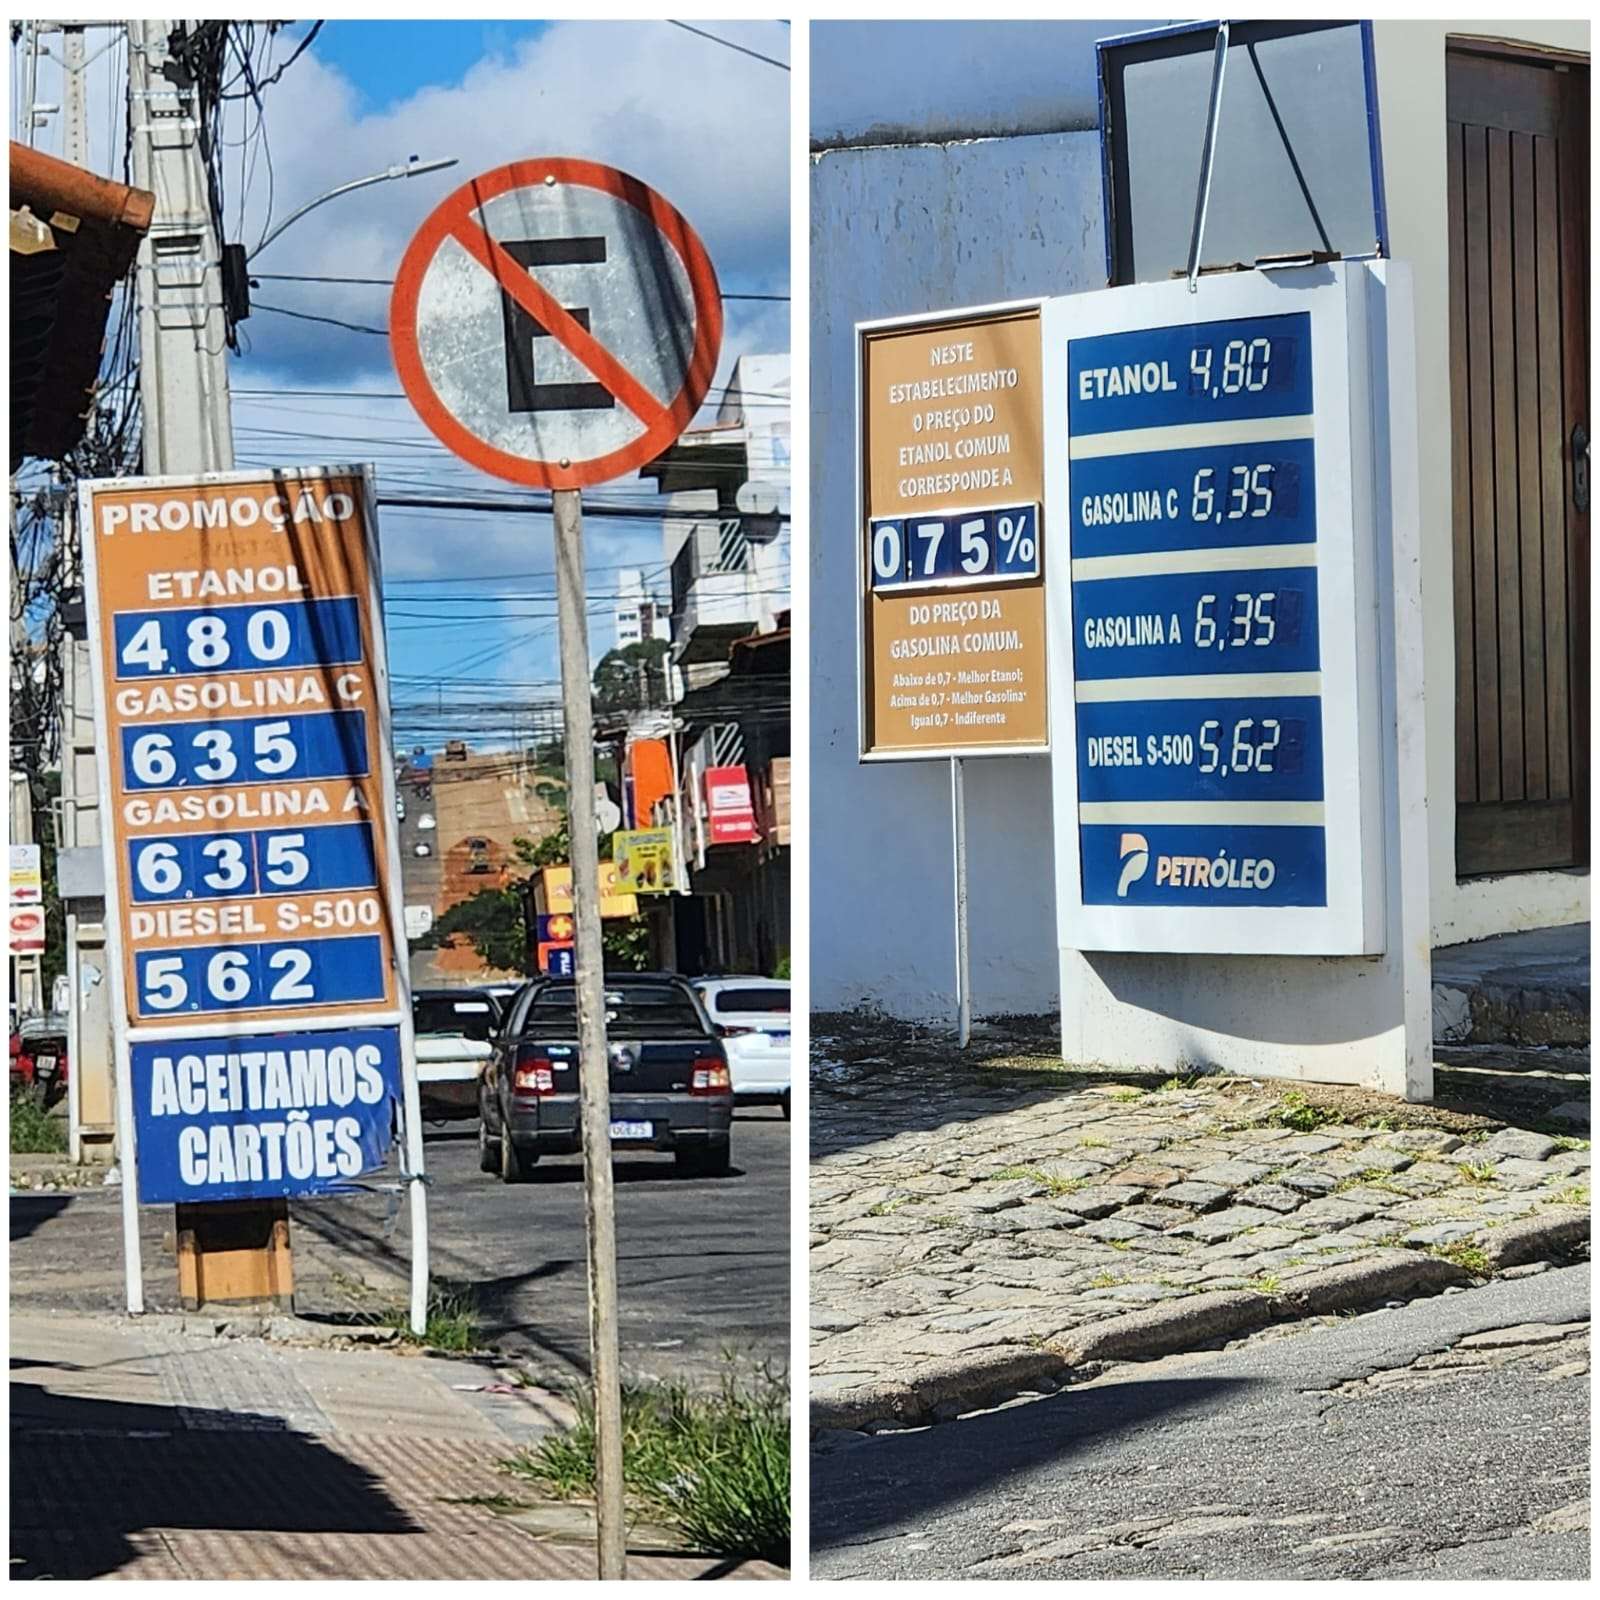 E
PROMOÇÃO
ETANOL
4.80
GASOLINA C
6.35
GASOLINA A
6.35
DIESEL S-500
5.62
ACEITAMOS
CARTÕES
NESTE
ESTABELECIMENTO
O PREÇO DO
ETANOL COMUM
CORRESPONDE A
0.75%
DO PREÇO DA
GASOLINA COMUM.
Abaixo de 0,7 - Melhor Etanol;
Acima de 0,7 - Melhor Gasolina
Igual 0,7 - Indiferente
ETANOL 4,80
GASOLINA C 6,35
GASOLINA A 6,35
DIESEL S-500 5,62
PETRÓLEO